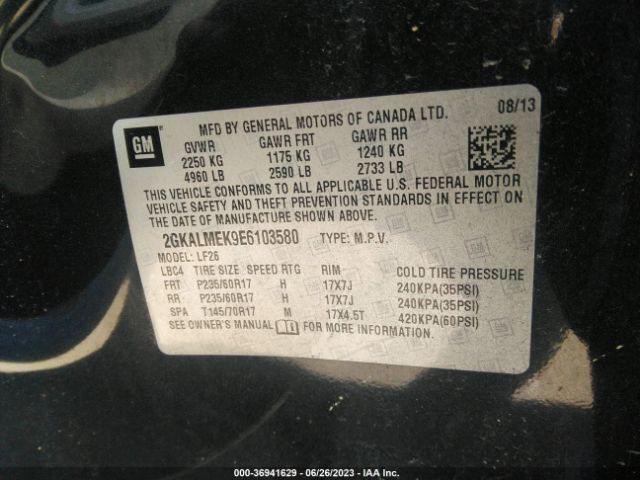 08/13
MFD BY GENERAL MOTORS OF CANADA LTD.
GM
GVWR GAWR FRT GAWR RR
2250 KG 1175 KG 1240 KG
4960 LB 2590 LB 2733 LB
THIS VEHICLE CONFORMS TO ALL APPLICABLE U.S. FEDERAL MOTOR
VEHICLE SAFETY AND THEFT PREVENTION STANDARDS IN EFFECT ON
THE DATE OF MANUFACTURE SHOWN ABOVE.
2GKALMEK9E6103580 TYPE: M.P.V.
MODEL: LF26
LBC4 TIRE SIZE SPEED RTG RIM COLD TIRE PRESSURE
FRT P235/60R17 H 17X7J 240KPA(35PSI)
RR P235/60R17 H 17X7J 240KPA(35PSI)
SPA T145/70R17 M 17X4.5T 420KPA(60PSI)
SEE OWNER'S MANUAL FOR ADDITIONAL INFORMATION.
000-36941629 - 06/26/2023 - IAA Inc.